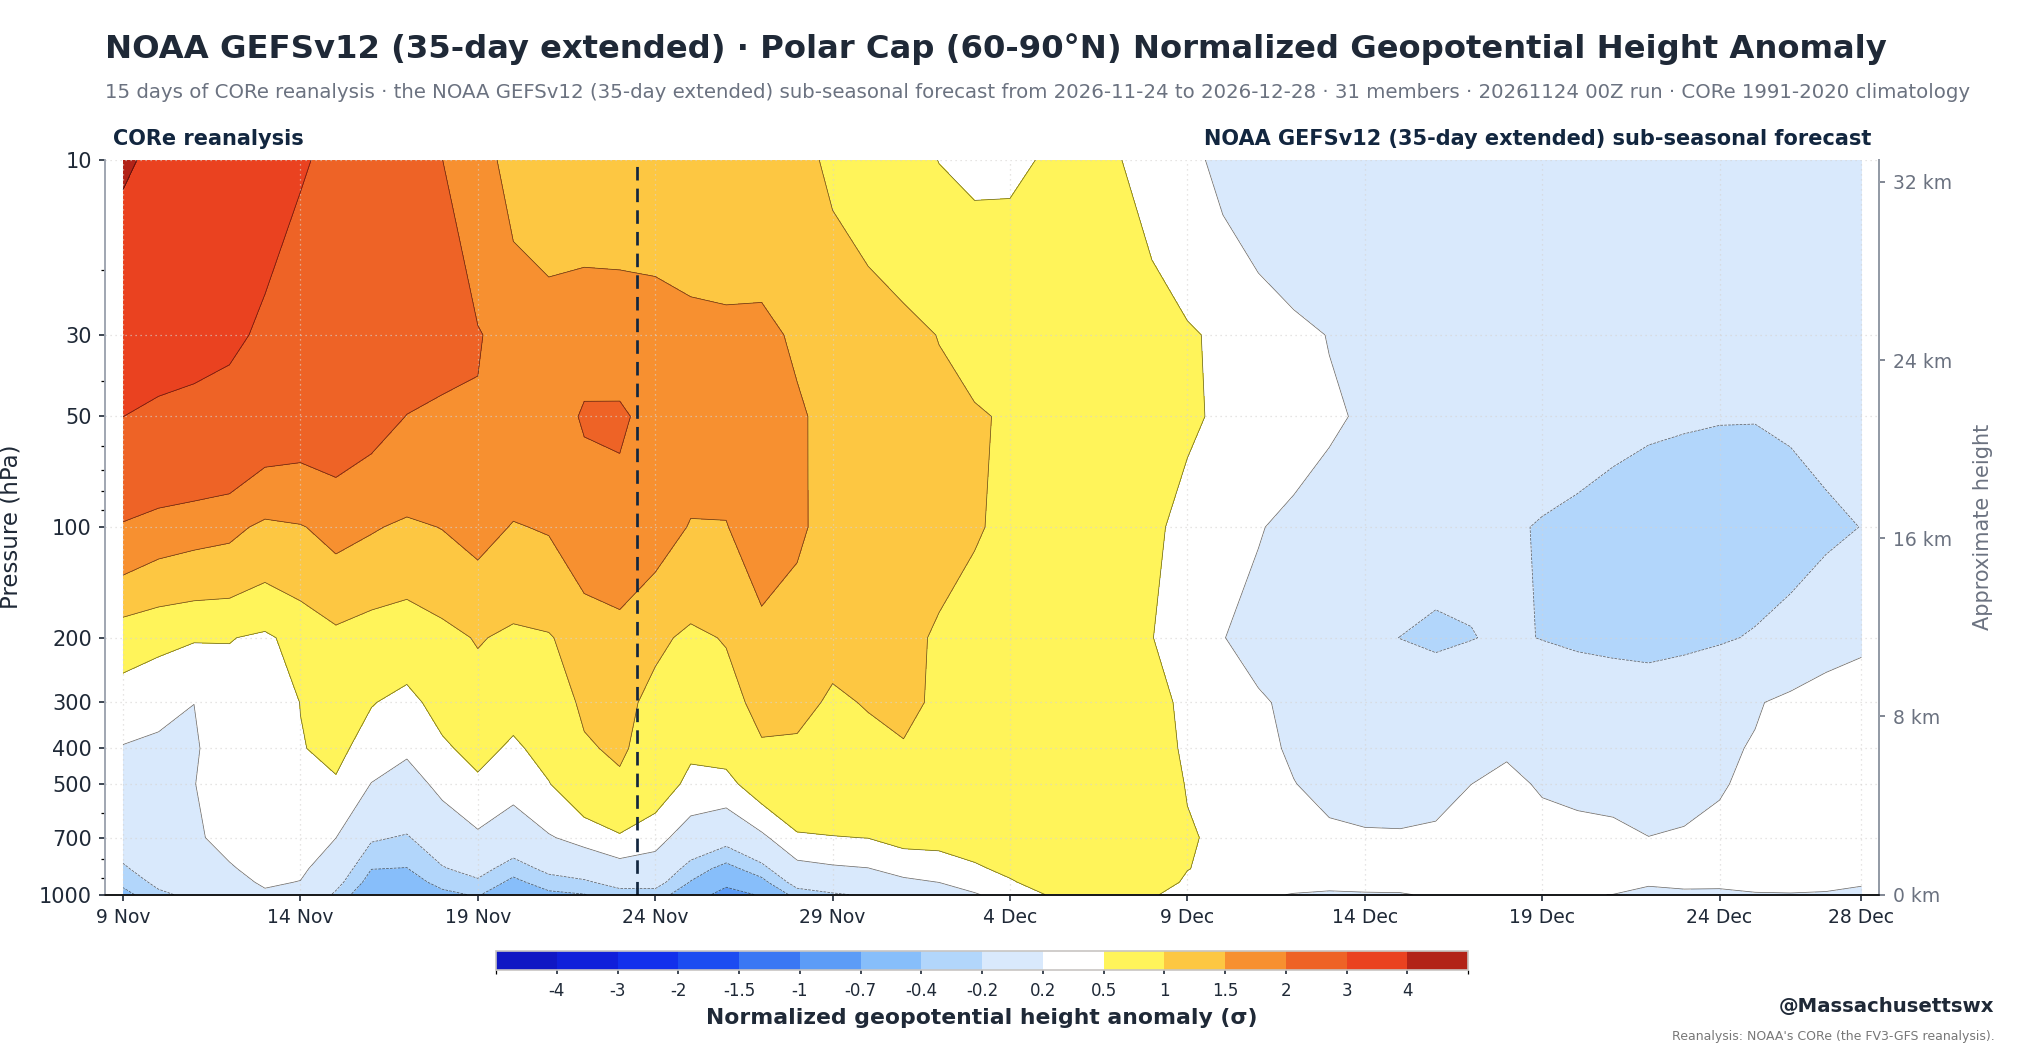 NOAA GEFSv12 (35-day extended) · Polar Cap (60-90°N) Normalized Geopotential Height Anomaly
15 days of CORe reanalysis · the NOAA GEFSv12 (35-day extended) sub-seasonal forecast from 2026-11-24 to 2026-12-28 · 31 members · 20261124 00Z run · CORe 1991-2020 climatology
CORe reanalysis
NOAA GEFSv12 (35-day extended) sub-seasonal forecast
Pressure (hPa)
10
30
50
100
200
300
400
500
700
1000
32 km
24 km
16 km
8 km
0 km
Approximate height
9 Nov 14 Nov 19 Nov 24 Nov 29 Nov 4 Dec 9 Dec 14 Dec 19 Dec 24 Dec 28 Dec
-4 -3 -2 -1.5 -1 -0.7 -0.4 -0.2 0.2 0.5 1 1.5 2 3 4
Normalized geopotential height anomaly (σ)
@Massachusettswx
Reanalysis: NOAA's CORe (the FV3-GFS reanalysis).